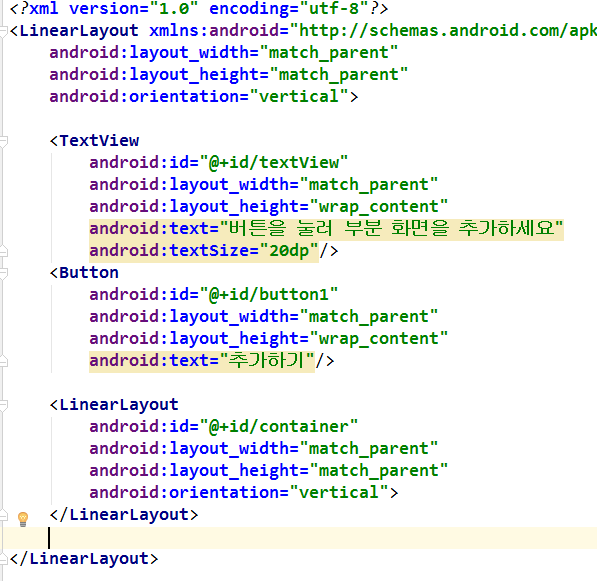 <?xml version="1.0" encoding="utf-8"?>
<LinearLayout xmlns:android="http://schemas.android.com/apk
    android:layout_width="match_parent"
    android:layout_height="match_parent"
    android:orientation="vertical">

    <TextView
        android:id="@+id/textView"
        android:layout_width="match_parent"
        android:layout_height="wrap_content"
        android:text="버튼을 눌러 부분 화면을 추가하세요"
        android:textSize="20dp"/>
    <Button
        android:id="@+id/button1"
        android:layout_width="match_parent"
        android:layout_height="wrap_content"
        android:text="추가하기"/>

    <LinearLayout
        android:id="@+id/container"
        android:layout_width="match_parent"
        android:layout_height="match_parent"
        android:orientation="vertical">
    </LinearLayout>

</LinearLayout>